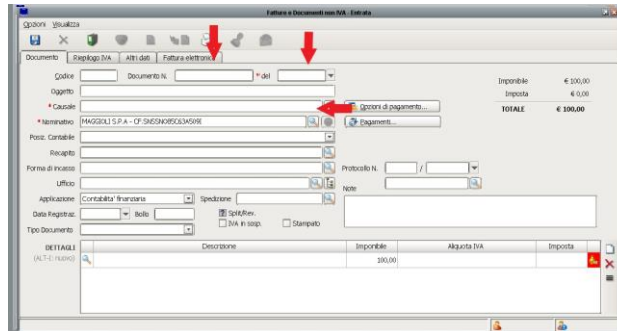 Fatture e Documenti non IVA : Entrata
Opzioni Visualizza
Documento Riepilogo IVA Altri dati Fattura elettronica
Codice Documento N. * del
Imponibile € 100,00
Oggetto
Imposta € 0,00
* Causale Opzioni di pagamento...
TOTALE € 100,00
* Nominativo MAGGIOLI S.P.A - CF: Pagamenti...
Posiz. Contabile
Recapito
Forma di incasso Protocollo N. /
Ufficio Note
Applicazione Contabilita' finanziaria Spedizione
Data Registraz. Bollo Split/Rev.
IVA in sosp. Stampato
Tipo Documento
DETTAGLI Descrizione Imponibile Aliquota IVA Imposta
(ALT-I: nuovo) 100,00